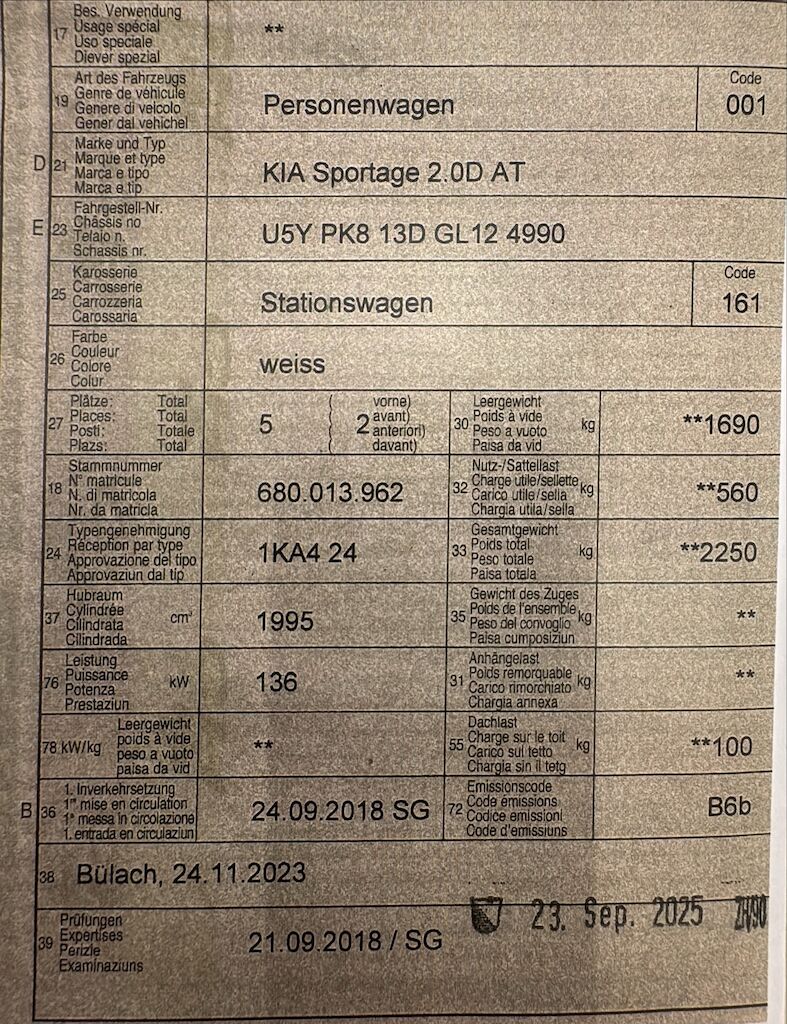 17 Bes. Verwendung
Usage spécial
Uso speciale
Diever spezial
**
19 Art des Fahrzeugs
Genre de véhicule
Genere di veicolo
Gener dal vehichel
Personenwagen
Code
001
D 21 Marke und Typ
Marque et type
Marca e tipo
Marca e tip
KIA Sportage 2.0D AT
E 23 Fahrgestell-Nr.
Châssis no
Telaio n.
Schassis nr.
U5Y PK8 13D GL12 4990
25 Karosserie
Carrosserie
Carrozzeria
Carossaria
Stationswagen
Code
161
26 Farbe
Couleur
Colore
Colur
weiss
27 Plätze: Total
Places: Total
Posti: Totale
Plazs: Total
5
( vorne)
( 2 avant)
( anteriori)
( davant)
30 Leergewicht
Poids à vide
Peso a vuoto
Paisa da vid
kg
**1690
18 Stammnummer
N° matricule
N. di matricola
Nr. da matricla
680.013.962
32 Nutz-/Sattellast
Charge utile/sellette
Carico utile/sella
Chargia utila/sella
kg
**560
24 Typengenehmigung
Réception par type
Approvazione del tipo
Approvaziun dal tip
1KA4 24
33 Gesamtgewicht
Poids total
Peso totale
Paisa totala
kg
**2250
37 Hubraum
Cylindrée
Cilindrata
Cilindrada
cm³
1995
35 Gewicht des Zuges
Poids de l'ensemble
Peso del convoglio
Paisa cumposiziun
kg
**
76 Leistung
Puissance
Potenza
Prestaziun
kW
136
31 Anhängelast
Poids remorquable
Carico rimorchiato
Chargia annexa
kg
**
78 kW/kg
Leergewicht
poids à vide
peso a vuoto
paisa da vid
**
55 Dachlast
Charge sur le toit
Carico sul tetto
Chargia sin il tetg
kg
**100
B 36 1. Inverkehrsetzung
1re mise en circulation
1a messa in circolazione
1. entrada en circulaziun
24.09.2018 SG
72 Emissionscode
Code émissions
Codice emissioni
Code d'emissiuns
B6b
38 Bülach, 24.11.2023
39 Prüfungen
Expertises
Perizie
Examinaziuns
21.09.2018 / SG
23. Sep. 2025 ZH90